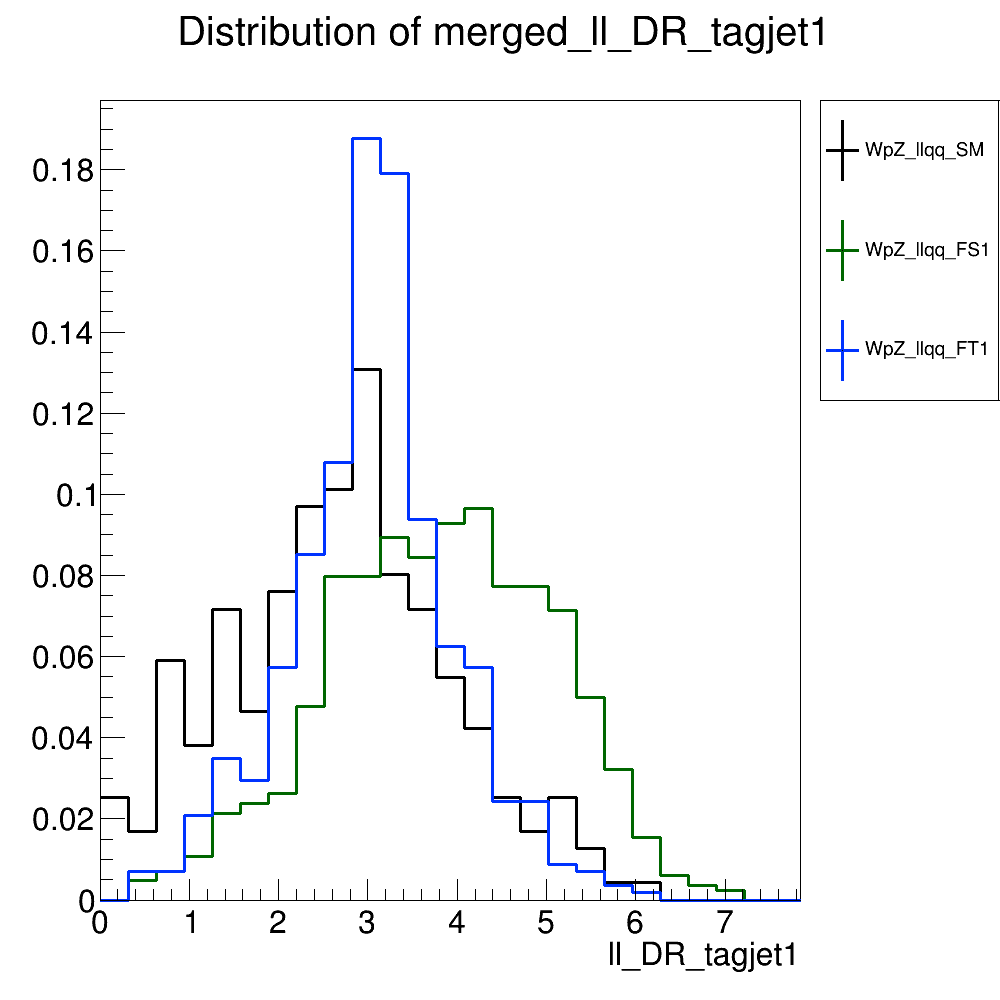 Distribution of merged_ll_DR_tagjet1
WpZ_llqq_SM
WpZ_llqq_FS1
WpZ_llqq_FT1
0.18
0.16
0.14
0.12
0.1
0.08
0.06
0.04
0.02
0
0 1 2 3 4 5 6 7
ll_DR_tagjet1